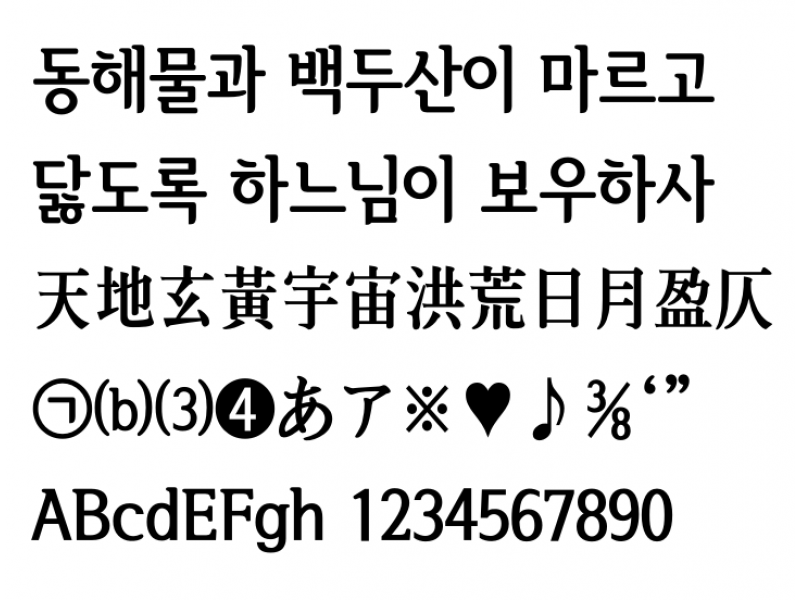 동해물과 백두산이 마르고
닳도록 하느님이 보우하사
天地玄黃宇宙洪荒日月盈仄
㉠⒝⑶❹あア※♥♪⅜‘”
ABcdEFgh 1234567890